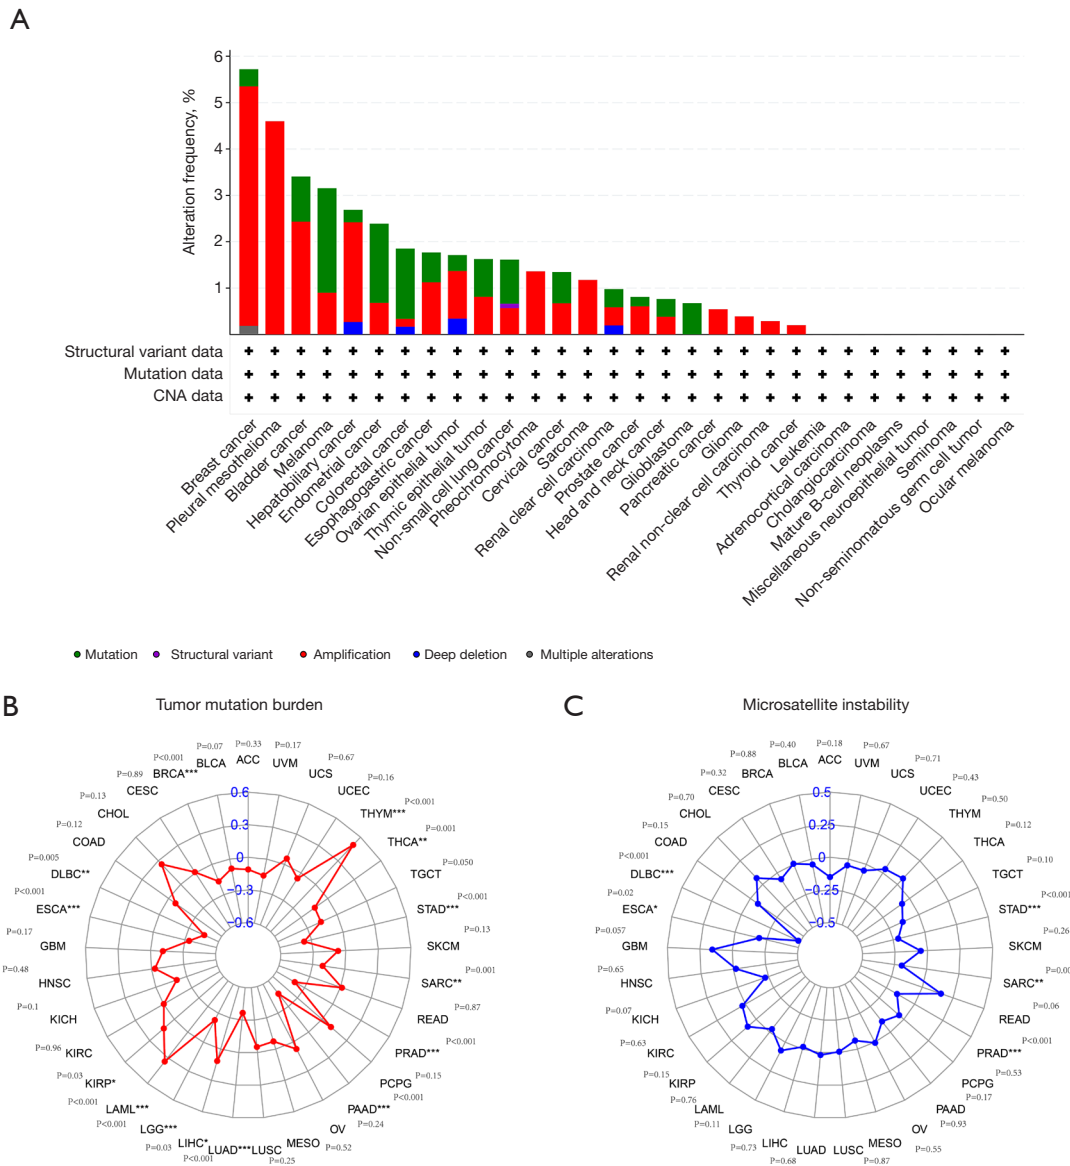 A
Alteration frequency, %
6
5
4
3
2
1
Structural variant data
Mutation data
CNA data
Breast cancer
Pleural mesothelioma
Bladder cancer
Melanoma
Hepatobiliary cancer
Endometrial cancer
Colorectal cancer
Esophagogastric cancer
Ovarian epithelial tumor
Thymic epithelial tumor
Non-small cell lung cancer
Pheochromocytoma
Cervical cancer
Sarcoma
Renal clear cell carcinoma
Prostate cancer
Head and neck cancer
Glioblastoma
Pancreatic cancer
Glioma
Renal non-clear cell carcinoma
Thyroid cancer
Leukemia
Adrenocortical carcinoma
Cholangiocarcinoma
Mature B-cell neoplasms
Miscellaneous neuroepithelial tumor
Seminoma
Non-seminomatous germ cell tumor
Ocular melanoma
Mutation
Structural variant
Amplification
Deep deletion
Multiple alterations
B
Tumor mutation burden
0.6
0.3
0
−0.3
−0.6
P=0.33
ACC
P=0.17
UVM
P=0.67
UCS
P=0.16
UCEC
P<0.001
THYM***
P=0.001
THCA**
P=0.050
TGCT
P<0.001
STAD***
P=0.13
SKCM
P=0.001
SARC**
P=0.87
READ
P<0.001
PRAD***
P=0.15
PCPG
P<0.001
PAAD***
P=0.24
OV
P=0.52
MESO
P=0.25
LUSC
P<0.001
LUAD***
P=0.03
LIHC*
P<0.001
LGG***
P<0.001
LAML***
P=0.03
KIRP*
P=0.96
KIRC
P=0.1
KICH
P=0.48
HNSC
P=0.17
GBM
P<0.001
ESCA***
P=0.005
DLBC**
P=0.12
COAD
P=0.13
CHOL
P=0.89
CESC
P<0.001
BRCA***
P=0.07
BLCA
C
Microsatellite instability
0.5
0.25
0
−0.25
−0.5
P=0.18
ACC
P=0.67
UVM
P=0.71
UCS
P=0.43
UCEC
P=0.50
THYM
P=0.12
THCA
P=0.10
TGCT
P<0.001
STAD***
P=0.26
SKCM
P=0.00
SARC**
P=0.06
READ
P<0.001
PRAD***
P=0.53
PCPG
P=0.17
PAAD
P=0.93
OV
P=0.55
MESO
P=0.87
LUSC
P=0.68
LUAD
P=0.73
LIHC
P=0.11
LGG
P=0.76
LAML
P=0.15
KIRP
P=0.63
KIRC
P=0.07
KICH
P=0.65
HNSC
P=0.057
GBM
P=0.02
ESCA*
P<0.001
DLBC***
P=0.15
COAD
P=0.70
CHOL
P=0.32
CESC
P=0.88
BRCA
P=0.40
BLCA